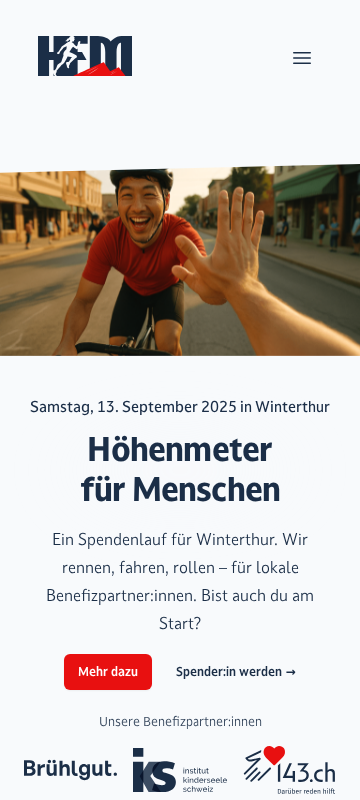 HFM
Samstag, 13. September 2025 in Winterthur
Höhenmeter
für Menschen
Ein Spendenlauf für Winterthur. Wir
rennen, fahren, rollen – für lokale
Benefizpartner:innen. Bist auch du am
Start?
Mehr dazu
Spender:in werden →
Unsere Benefizpartner:innen
Brühlgut.
iks
institut
kinderseele
schweiz
143.ch
Darüber reden hilft